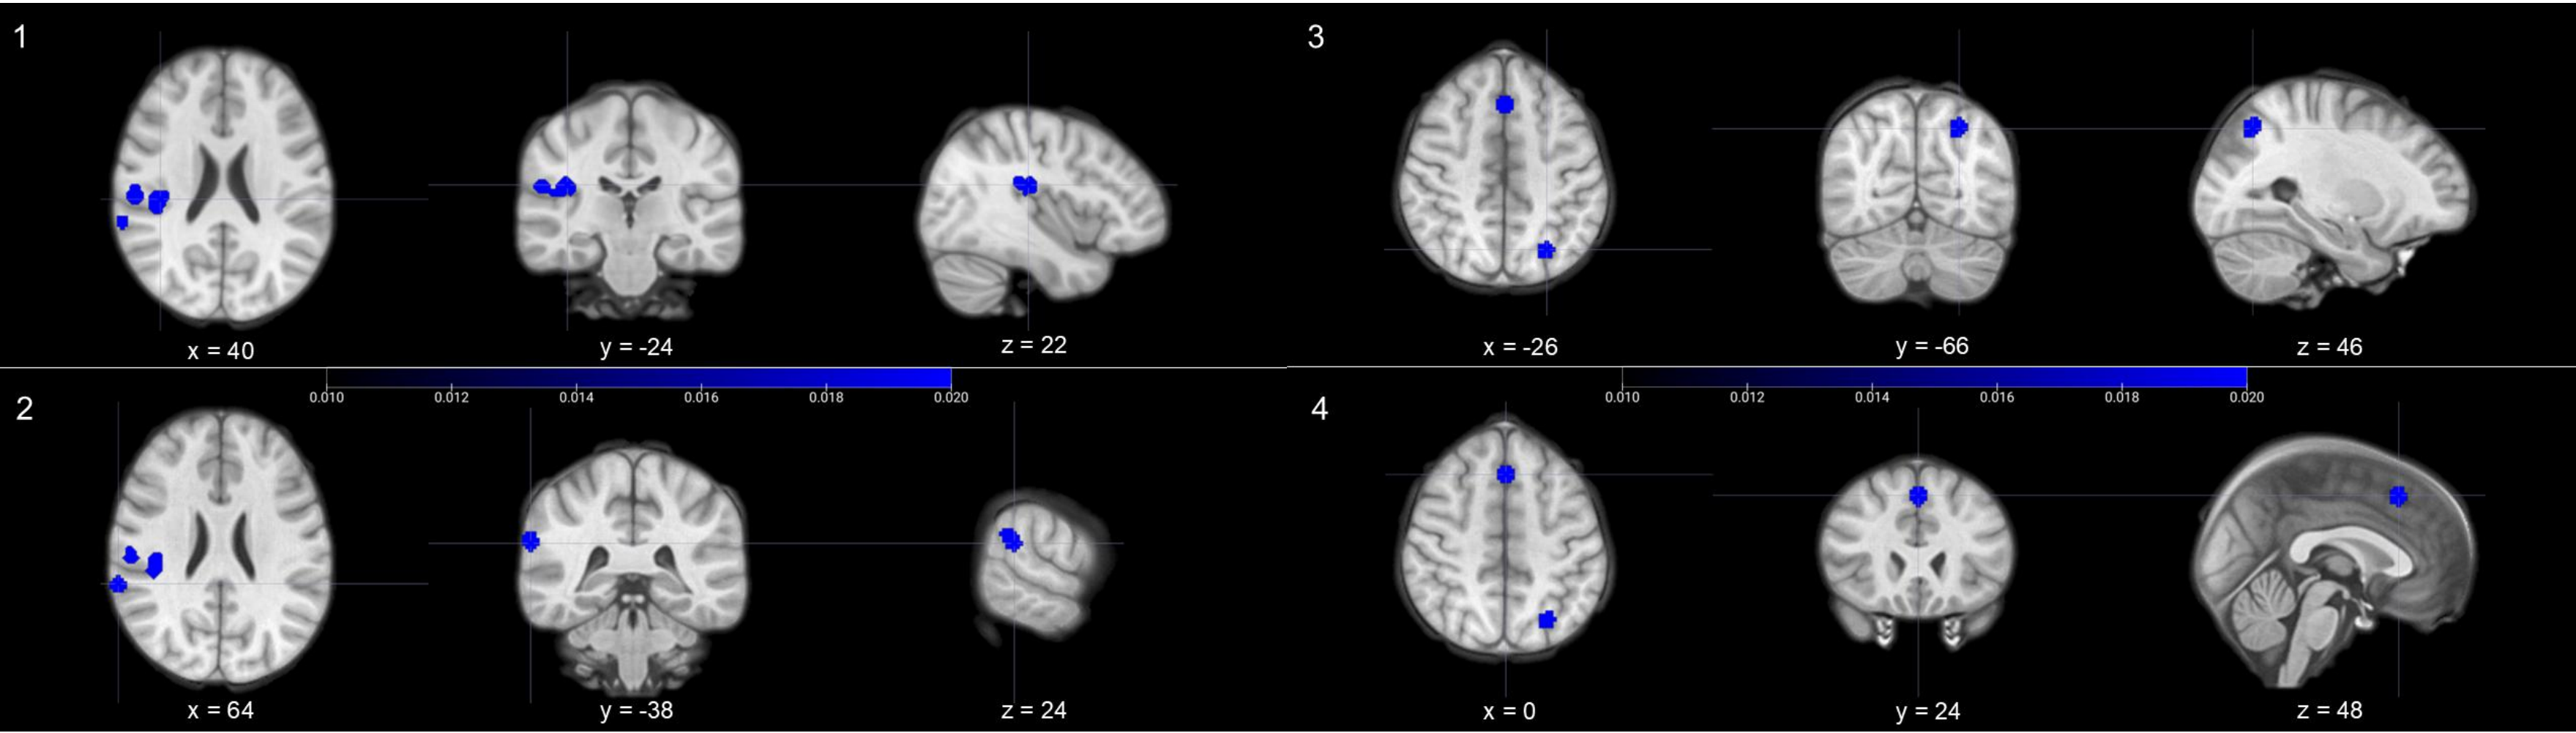 1
x = 40
y = -24
z = 22
3
x = -26
y = -66
z = 46
0.010
0.012
0.014
0.016
0.018
0.020
0.010
0.012
0.014
0.016
0.018
0.020
2
x = 64
y = -38
z = 24
4
x = 0
y = 24
z = 48